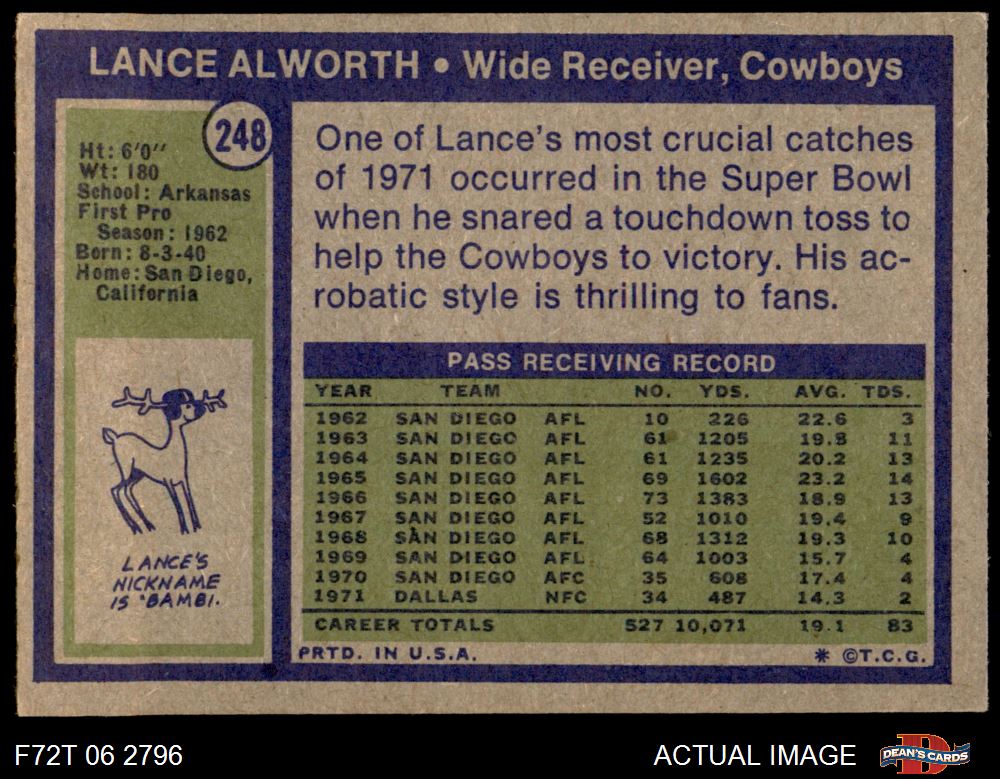 LANCE ALWORTH • Wide Receiver, Cowboys
248
Ht: 6'0"
Wt: 180
School: Arkansas
First Pro
Season: 1962
Born: 8-3-40
Home: San Diego,
California
LANCE'S
NICKNAME
IS "BAMBI.
One of Lance's most crucial catches
of 1971 occurred in the Super Bowl
when he snared a touchdown toss to
help the Cowboys to victory. His ac-
robatic style is thrilling to fans.
PASS RECEIVING RECORD
YEAR TEAM NO. YDS. AVG. TDS.
1962 SAN DIEGO AFL 10 226 22.6 3
1963 SAN DIEGO AFL 61 1205 19.8 11
1964 SAN DIEGO AFL 61 1235 20.2 13
1965 SAN DIEGO AFL 69 1602 23.2 14
1966 SAN DIEGO AFL 73 1383 18.9 13
1967 SAN DIEGO AFL 52 1010 19.4 9
1968 SAN DIEGO AFL 68 1312 19.3 10
1969 SAN DIEGO AFL 64 1003 15.7 4
1970 SAN DIEGO AFC 35 608 17.4 4
1971 DALLAS NFC 34 487 14.3 2
CAREER TOTALS 527 10,071 19.1 83
PRTD. IN U.S.A. * ©T.C.G.
F72T 06 2796 ACTUAL IMAGE DEAN'S CARDS